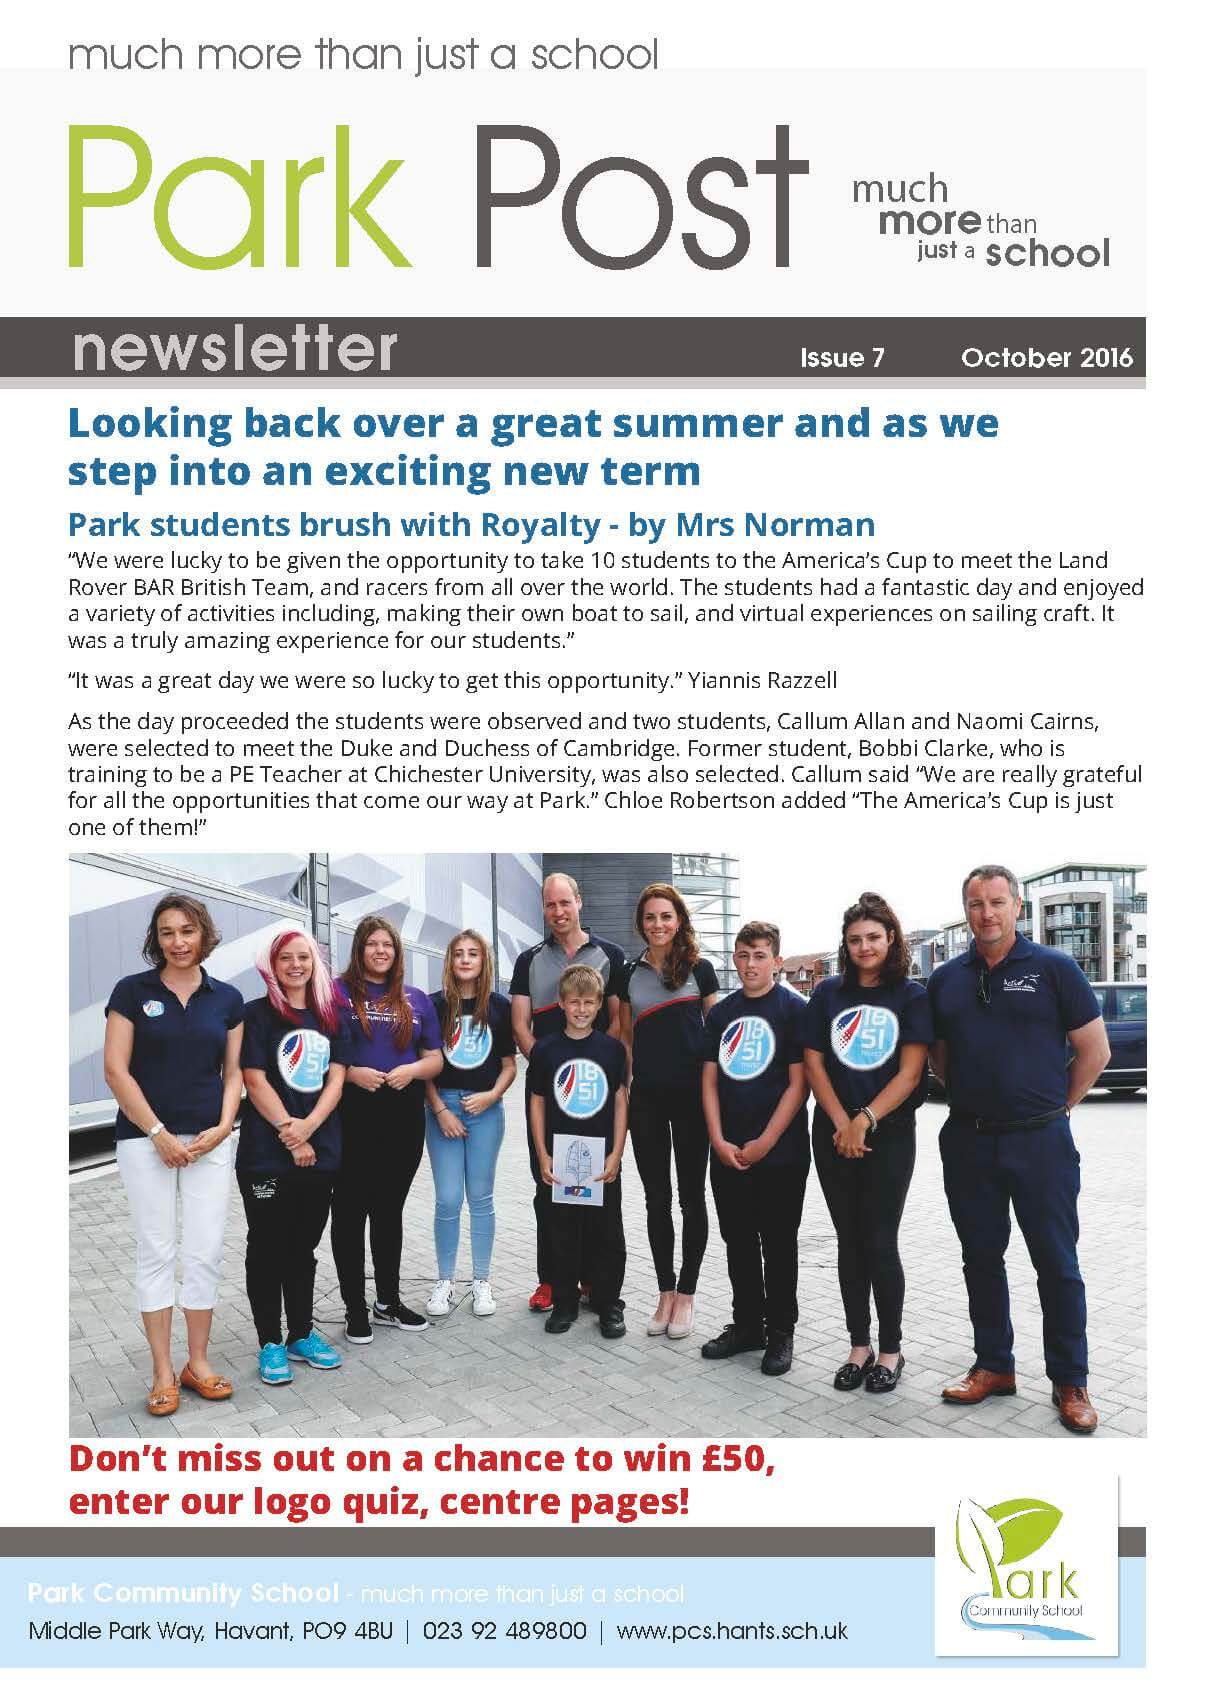 much more than just a school
Park Post
much
more than
just a school
newsletter
Issue 7 October 2016
Looking back over a great summer and as we
step into an exciting new term
Park students brush with Royalty - by Mrs Norman
“We were lucky to be given the opportunity to take 10 students to the America’s Cup to meet the Land
Rover BAR British Team, and racers from all over the world. The students had a fantastic day and enjoyed
a variety of activities including, making their own boat to sail, and virtual experiences on sailing craft. It
was a truly amazing experience for our students.”
“It was a great day we were so lucky to get this opportunity.” Yiannis Razzell
As the day proceeded the students were observed and two students, Callum Allan and Naomi Cairns,
were selected to meet the Duke and Duchess of Cambridge. Former student, Bobbi Clarke, who is
training to be a PE Teacher at Chichester University, was also selected. Callum said “We are really grateful
for all the opportunities that come our way at Park.” Chloe Robertson added “The America’s Cup is just
one of them!”
18
51
18
51
18
51
18
51
18
51
Don’t miss out on a chance to win £50,
enter our logo quiz, centre pages!
Park Community School - much more than just a school
Middle Park Way, Havant, PO9 4BU | 023 92 489800 | www.pcs.hants.sch.uk
Park
Community School